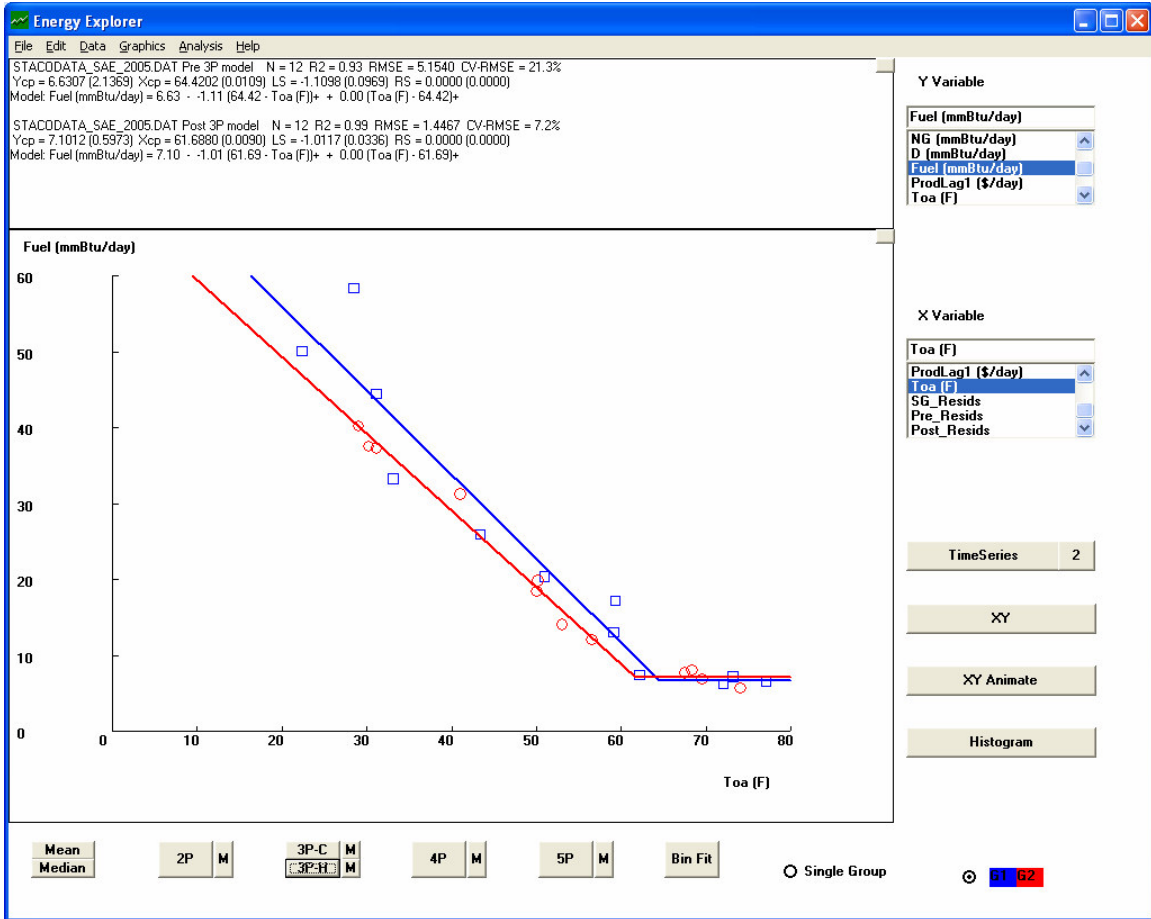 Energy Explorer
File Edit Data Graphics Analysis Help
STACODATA_SAE_2005.DAT Pre 3P model N = 12 R2 = 0.93 RMSE = 5.1540 CV-RMSE = 21.3%
Ycp = 6.6307 (2.1369) Xcp = 64.4202 (0.0109) LS = -1.1098 (0.0969) RS = 0.0000 (0.0000)
Model: Fuel (mmBtu/day) = 6.63 - -1.11 (64.42 - Toa (F))+ + 0.00 (Toa (F) - 64.42)+
STACODATA_SAE_2005.DAT Post 3P model N = 12 R2 = 0.99 RMSE = 1.4467 CV-RMSE = 7.2%
Ycp = 7.1012 (0.5973) Xcp = 61.6880 (0.0090) LS = -1.0117 (0.0336) RS = 0.0000 (0.0000)
Model: Fuel (mmBtu/day) = 7.10 - -1.01 (61.69 - Toa (F))+ + 0.00 (Toa (F) - 61.69)+
Y Variable
Fuel (mmBtu/day)
NG (mmBtu/day)
D (mmBtu/day)
Fuel (mmBtu/day)
ProdLag1 ($/day)
Toa (F)
Fuel (mmBtu/day)
60
50
40
30
20
10
0
0 10 20 30 40 50 60 70 80
Toa (F)
X Variable
Toa (F)
ProdLag1 ($/day)
Toa (F)
SG_Resids
Pre_Resids
Post_Resids
TimeSeries 2
XY
XY Animate
Histogram
Mean
Median
2P M
3P-C M
3P-H M
4P M
5P M
Bin Fit
Single Group
G1 G2